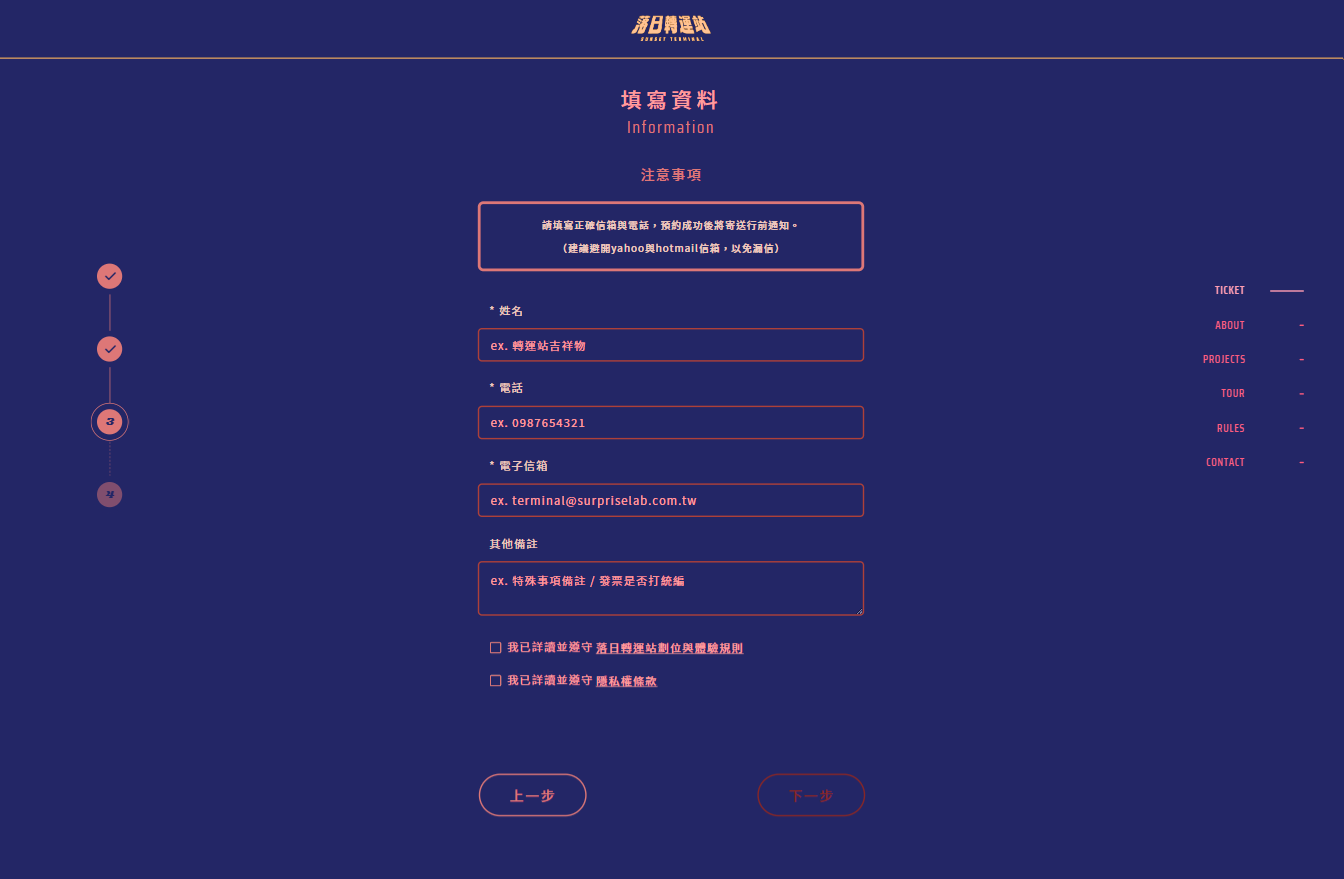 落日轉運站
SUNSET TERMINAL
填寫資料
Information
注意事項
請填寫正確信箱與電話，預約成功後將寄送行前通知。
（建議避開yahoo與hotmail信箱，以免漏信）
* 姓名
ex. 轉運站吉祥物
* 電話
ex. 0987654321
* 電子信箱
ex. terminal@surpriselab.com.tw
其他備註
ex. 特殊事項備註 / 發票是否打統編
我已詳讀並遵守 落日轉運站劃位與體驗規則
我已詳讀並遵守 隱私權條款
上一步
下一步
3
4
TICKET
ABOUT
PROJECTS
TOUR
RULES
CONTACT